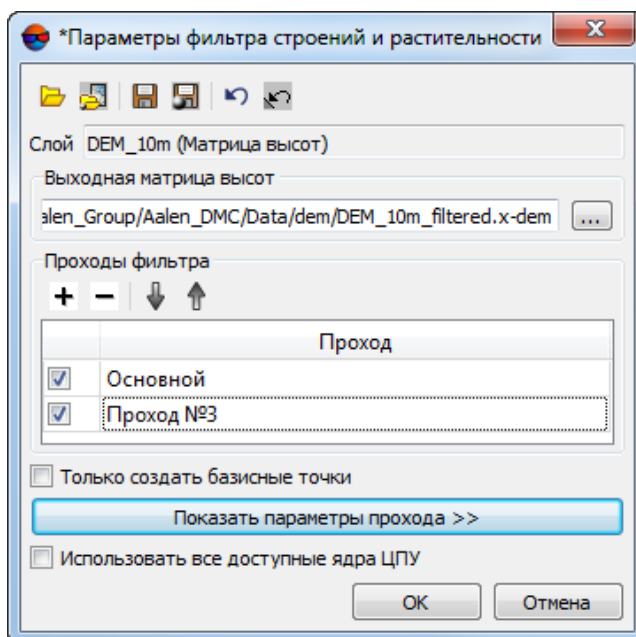 *Параметры фильтра строений и растительности
Слой DEM_10m (Матрица высот)
Выходная матрица высот
alen_Group/Aalen_DMC/Data/dem/DEM_10m_filtered.x-dem ...
Проходы фильтра
Проход
Основной
Проход №3
Только создать базисные точки
Показать параметры прохода >>
Использовать все доступные ядра ЦПУ
ОК Отмена